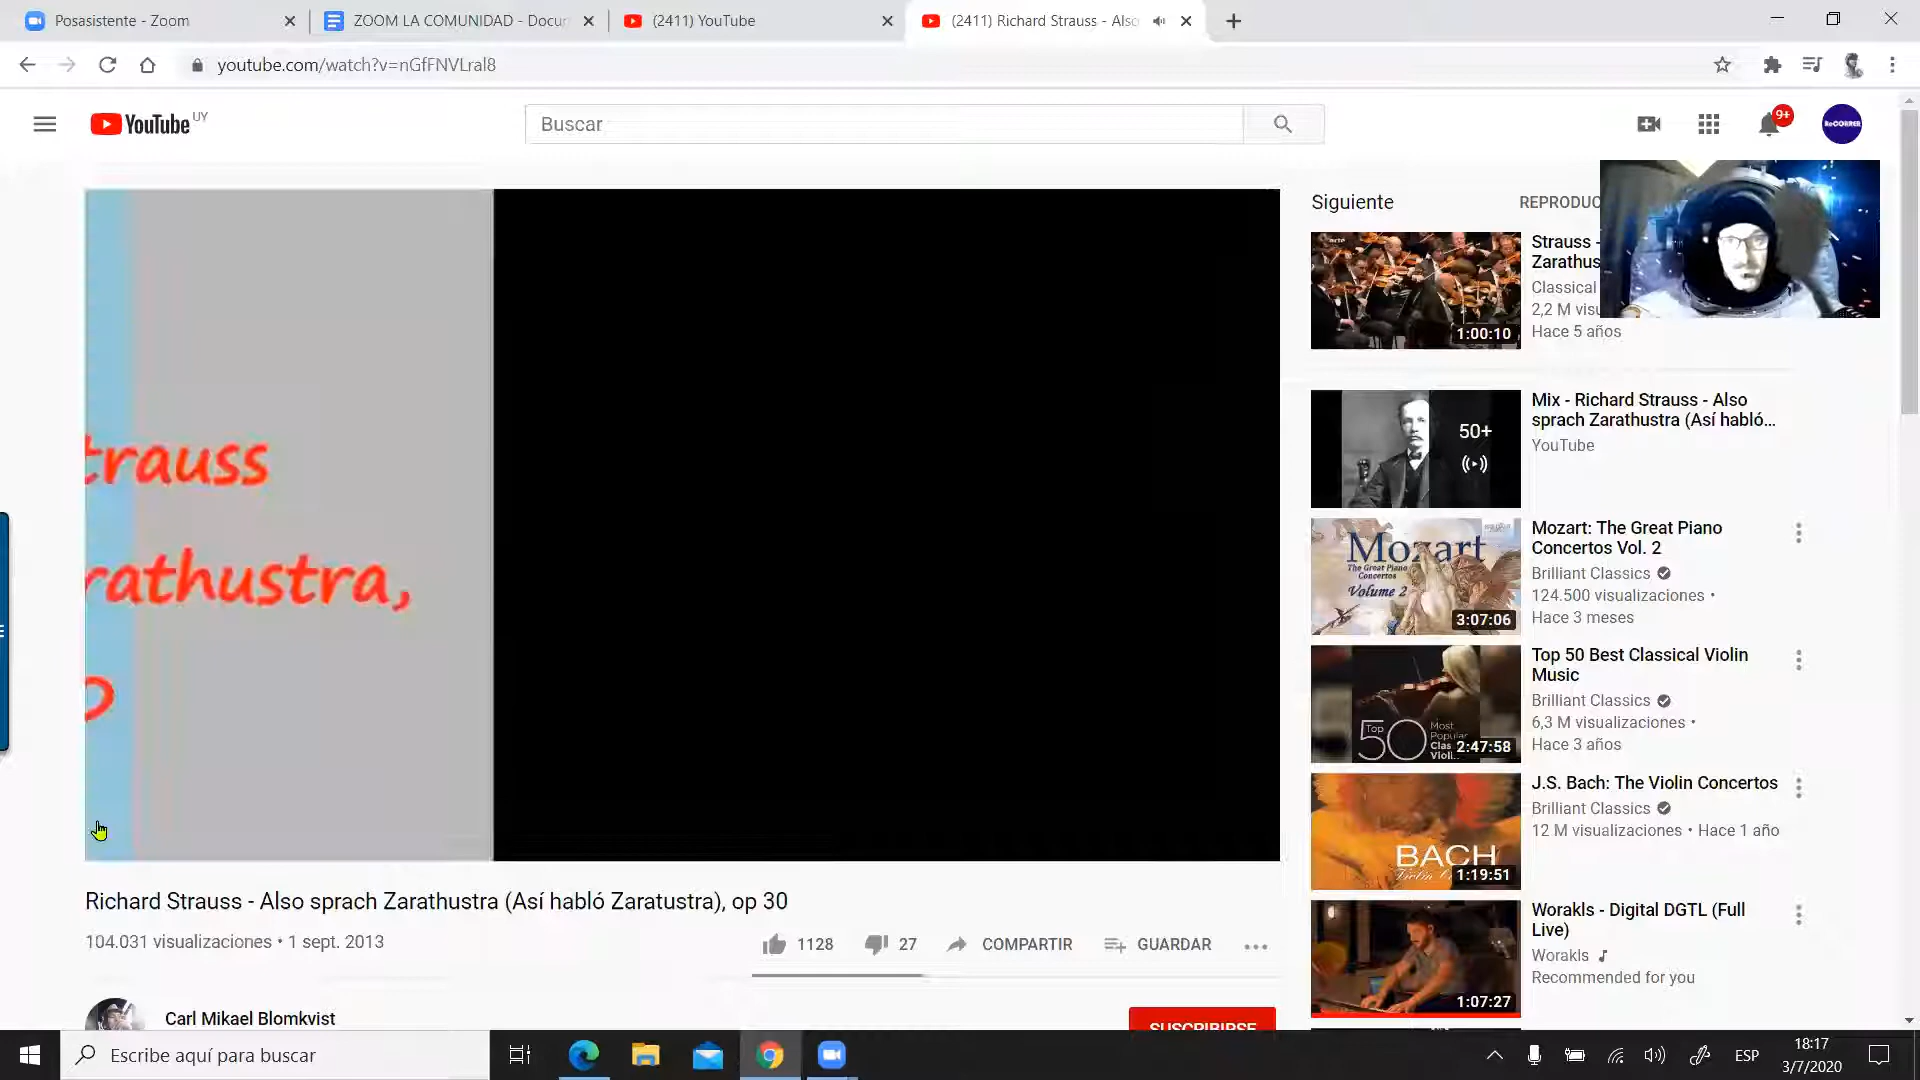 Posasistente - Zoom
ZOOM LA COMUNIDAD - Docu
(2411) YouTube
(2411) Richard Strauss - Also
youtube.com/watch?v=nGfFNVLral8
YouTube UY
Buscar
9+
ReCORRER
trauss
rathustra,
Siguiente
REPRODUC
Strauss -
Zarathus
Classical
2,2 M visu
Hace 5 años
arte
1:00:10
50+
Mix - Richard Strauss - Also
sprach Zarathustra (Así habló...
YouTube
Mozart
The Great Piano
Concertos
Volume 2
3:07:06
Mozart: The Great Piano
Concertos Vol. 2
Brilliant Classics
124.500 visualizaciones •
Hace 3 meses
Top
50
Most
Popular
Clas
Violi..
2:47:58
Top 50 Best Classical Violin
Music
Brilliant Classics
6,3 M visualizaciones •
Hace 3 años
BACH
1:19:51
J.S. Bach: The Violin Concertos
Brilliant Classics
12 M visualizaciones • Hace 1 año
1:07:27
Worakls - Digital DGTL (Full
Live)
Worakls
Recommended for you
Richard Strauss - Also sprach Zarathustra (Así habló Zaratustra), op 30
104.031 visualizaciones • 1 sept. 2013
1128
27
COMPARTIR
GUARDAR
Carl Mikael Blomkvist
SUSCRIBIRSE
Escribe aquí para buscar
ESP
18:17
3/7/2020